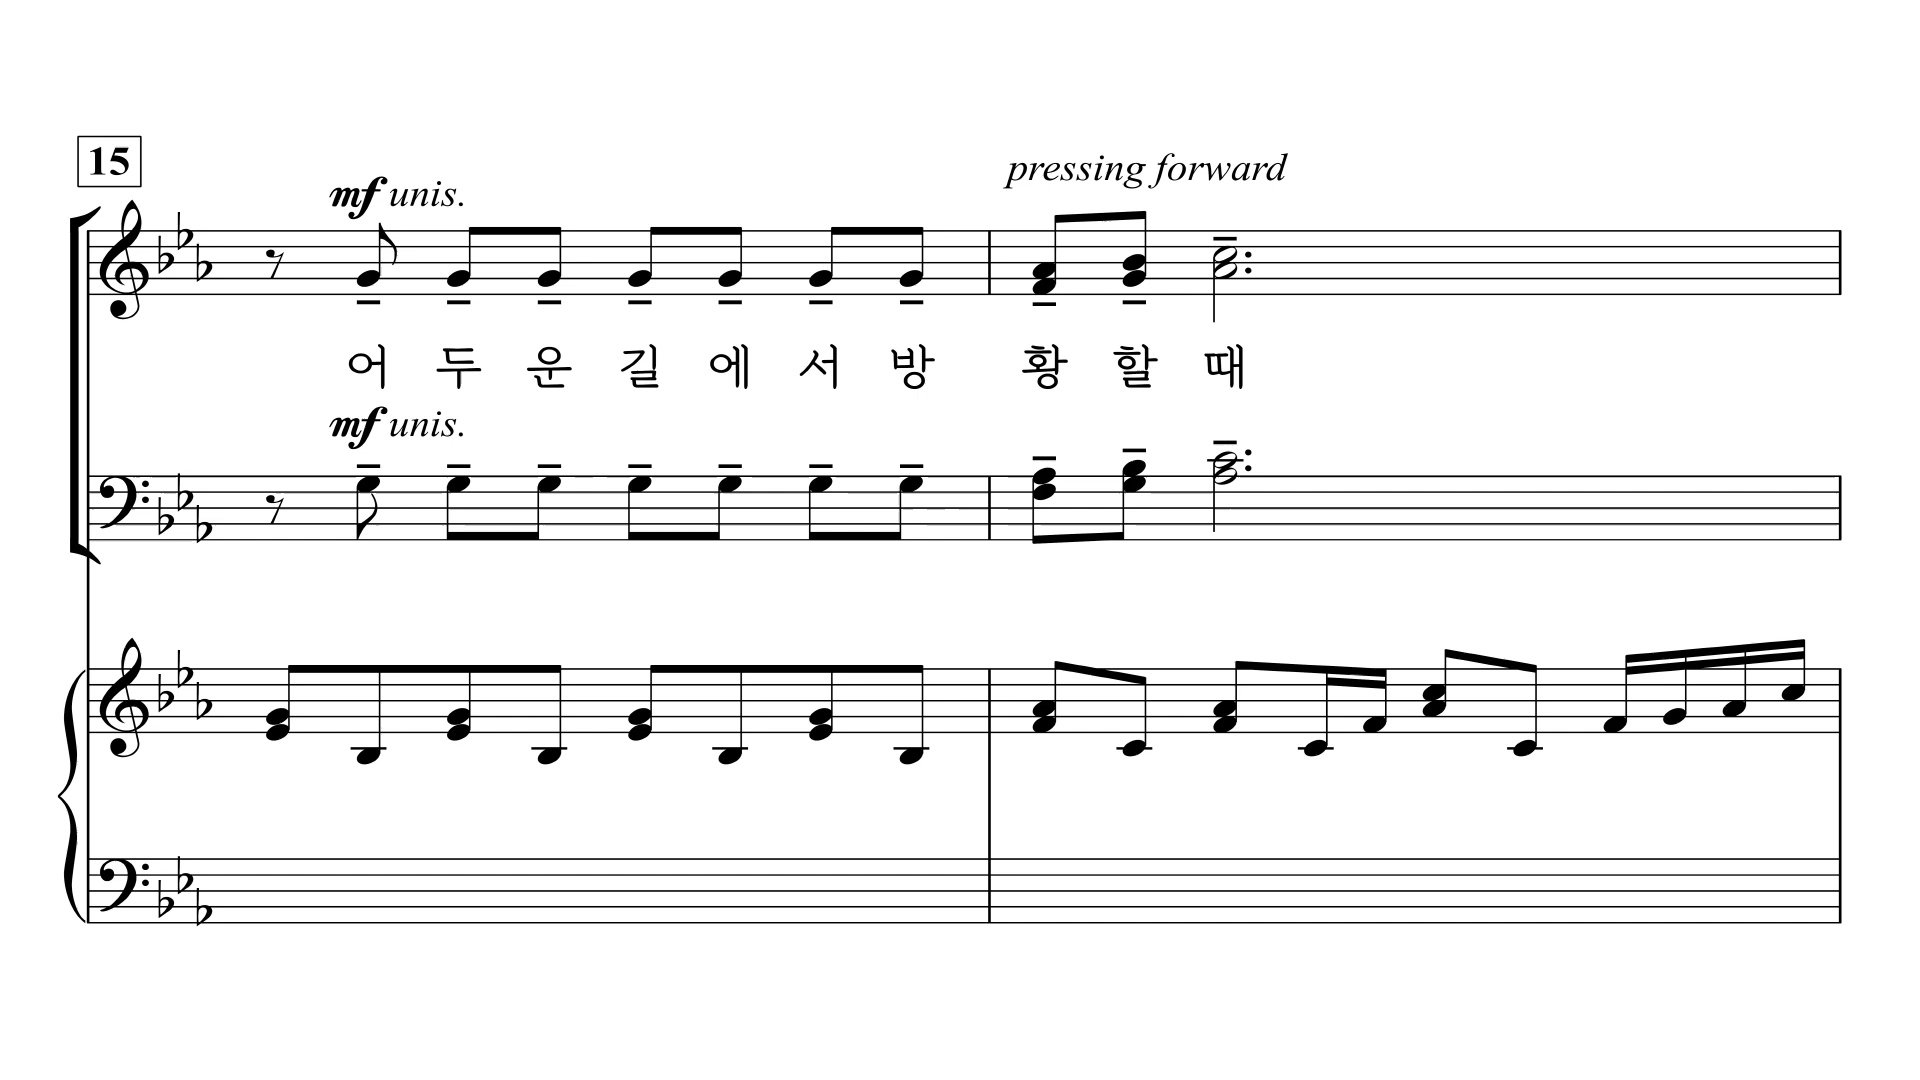 15
mf unis.
pressing forward
어 두 운 길 에 서 방 황 할 때
mf unis.